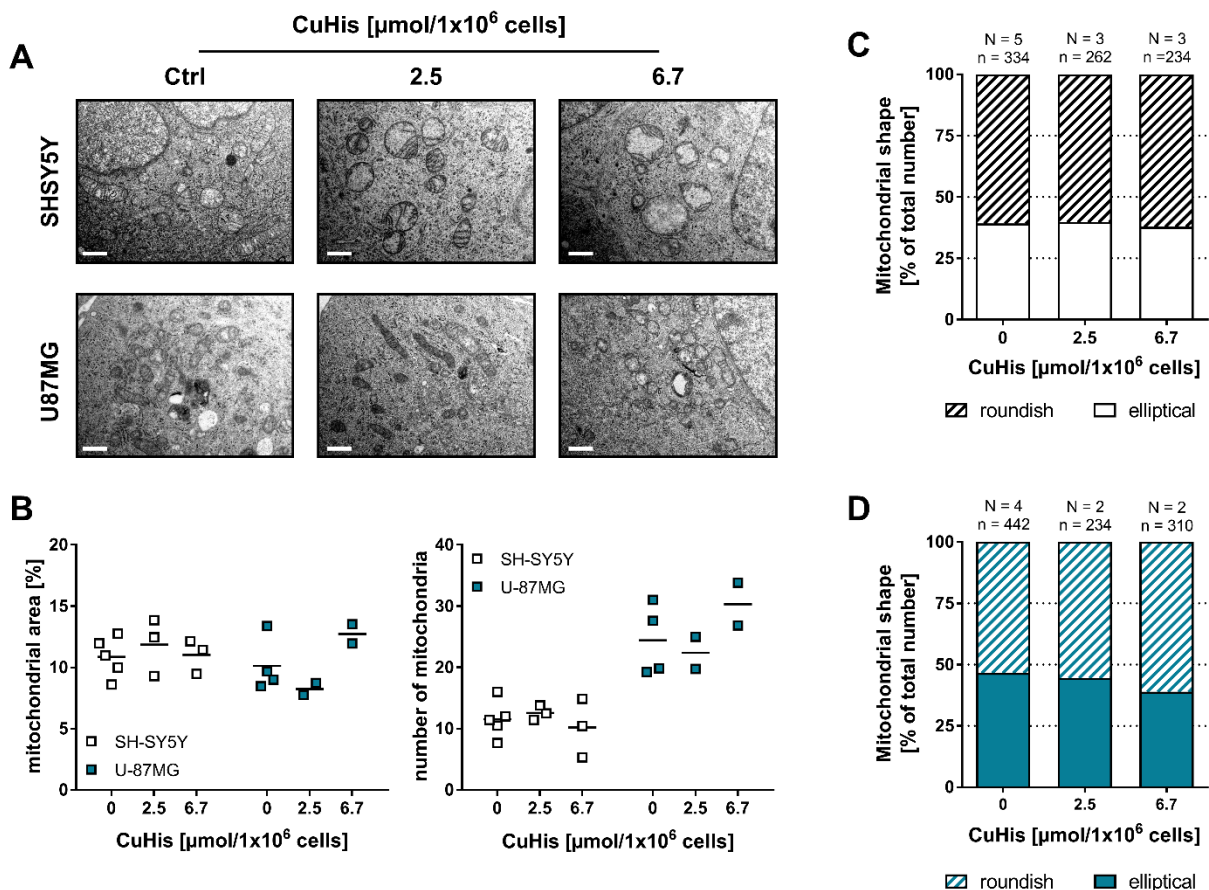 CuHis [µmol/1x10⁶ cells]
A
Ctrl 2.5 6.7
SHSY5Y
U87MG
B
mitochondrial area [%]
20
15
10
5
0
SH-SY5Y
U-87MG
0 2.5 6.7 0 2.5 6.7
CuHis [µmol/1x10⁶ cells]
number of mitochondria
40
30
20
10
0
SH-SY5Y
U-87MG
0 2.5 6.7 0 2.5 6.7
CuHis [µmol/1x10⁶ cells]
C
N = 5 N = 3 N = 3
n = 334 n = 262 n =234
Mitochondrial shape
[% of total number]
100
75
50
25
0
0 2.5 6.7
CuHis [µmol/1x10⁶ cells]
roundish elliptical
D
N = 4 N = 2 N = 2
n = 442 n = 234 n = 310
Mitochondrial shape
[% of total number]
100
75
50
25
0
0 2.5 6.7
CuHis [µmol/1x10⁶ cells]
roundish elliptical